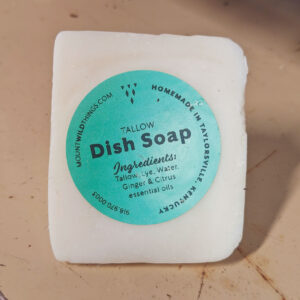 MOUNTWILDTHINGS.COM
HOMEMADE IN TAYLORSVILLE, KENTUCKY
TALLOW
Dish Soap
Ingredients:
Tallow, Lye, Water,
Ginger & Citrus
essential oils